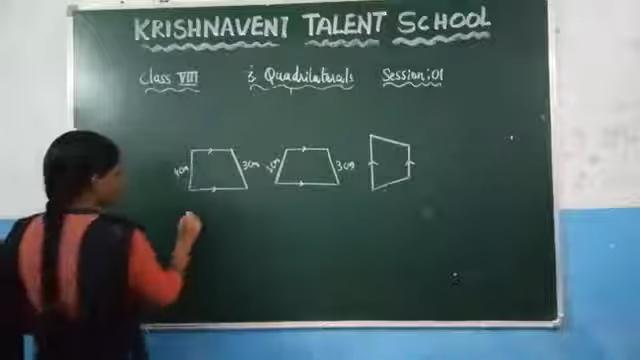 KRISHNAVENI TALENT SCHOOL
Class VIII 3. Quadrilaterals Session:01
4cm 3cm 3cm 3cm